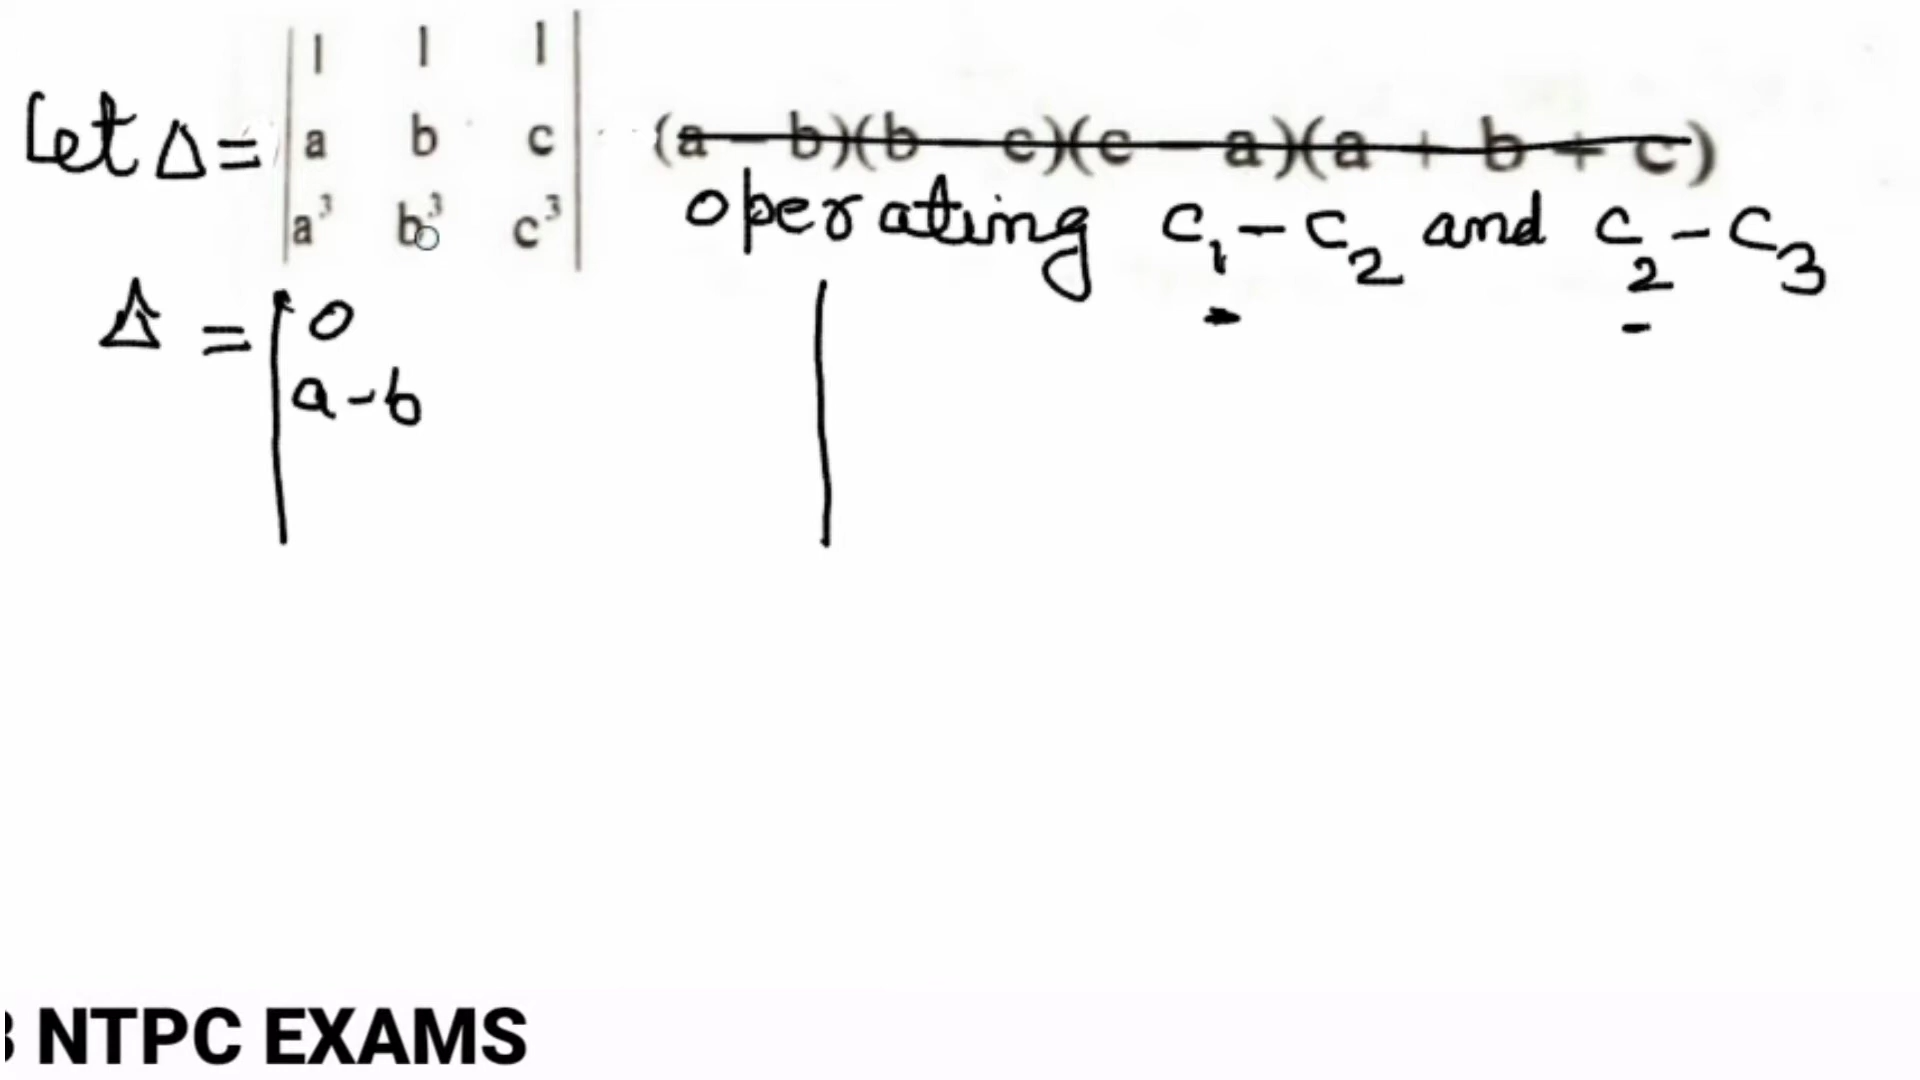 1 1 1
Let Δ = a b c (a - b)(b - c)(c - a)(a + b + c)
a³ b³ c³ operating C₁ - C₂ and C₂ - C₃
Δ = 0
a - b
NTPC EXAMS